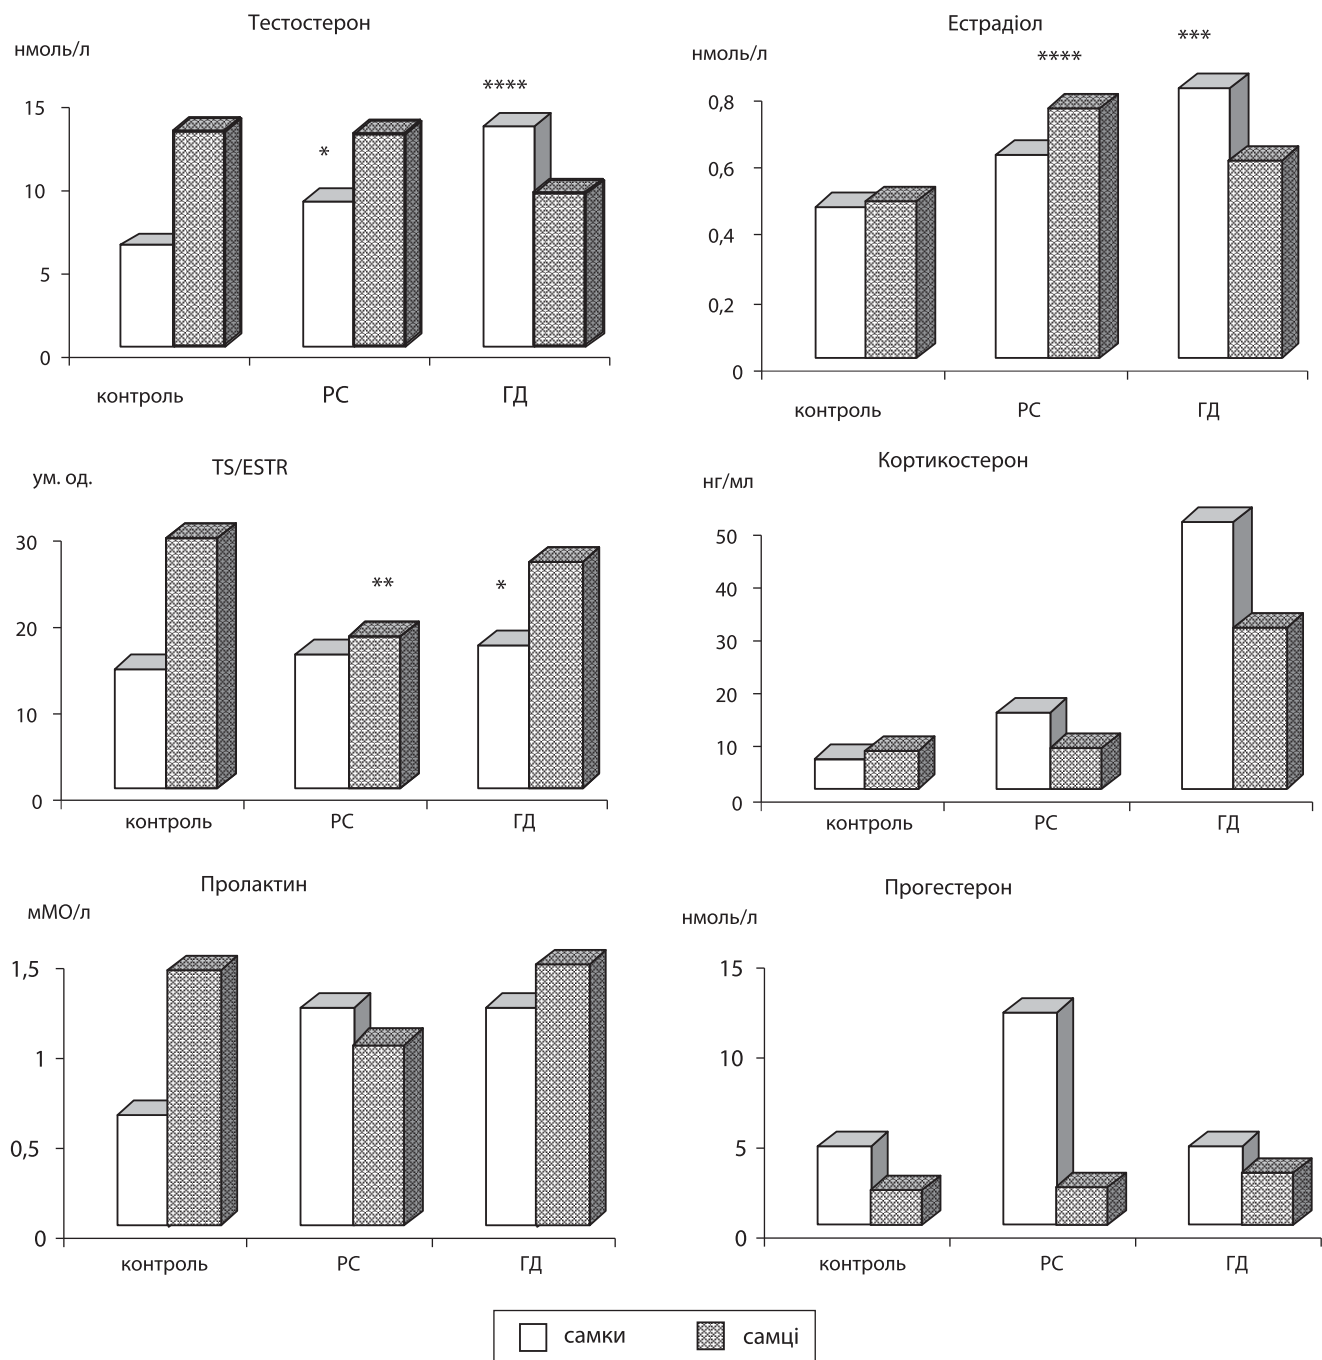 Тестостерон
нмоль/л
****
15
*
10
5
0
контроль
РС
ГД
Естрадіол
нмоль/л
***
****
0,8
0,6
0,4
0,2
0
контроль
РС
ГД
TS/ESTR
ум. од.
30
**
*
20
10
0
контроль
РС
ГД
Кортикостерон
нг/мл
50
40
30
20
10
0
контроль
РС
ГД
Пролактин
мМО/л
1,5
1
0,5
0
контроль
РС
ГД
Прогестерон
нмоль/л
15
10
5
0
контроль
РС
ГД
самки
самці